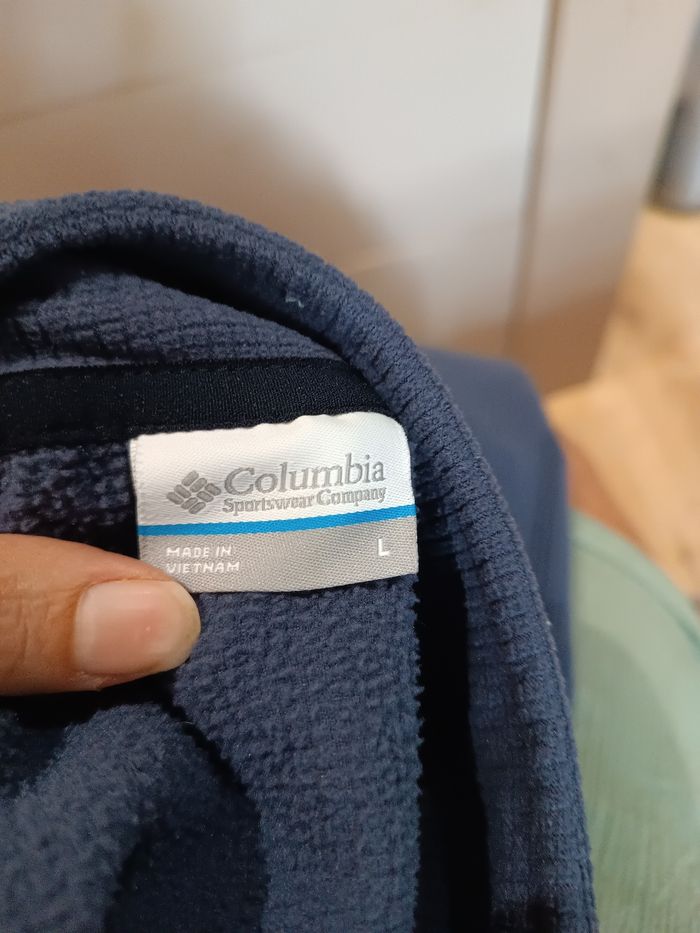 Columbia
Sportswear Company
MADE IN L
VIETNAM